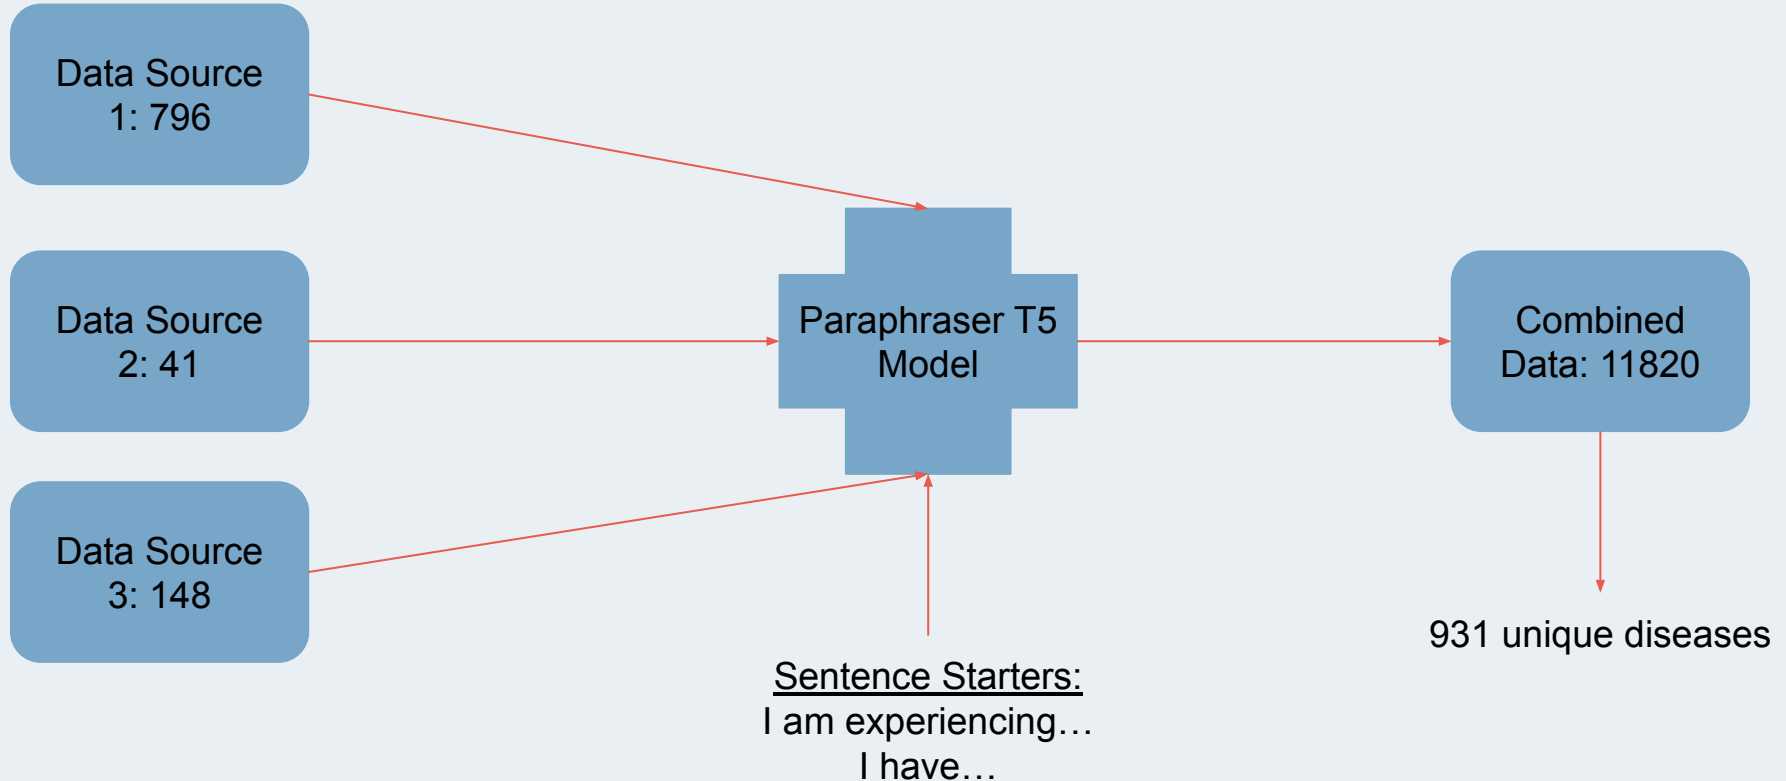 Data Source
1: 796
Data Source
2: 41
Data Source
3: 148
Paraphraser T5
Model
Sentence Starters:
I am experiencing…
I have…
Combined
Data: 11820
931 unique diseases